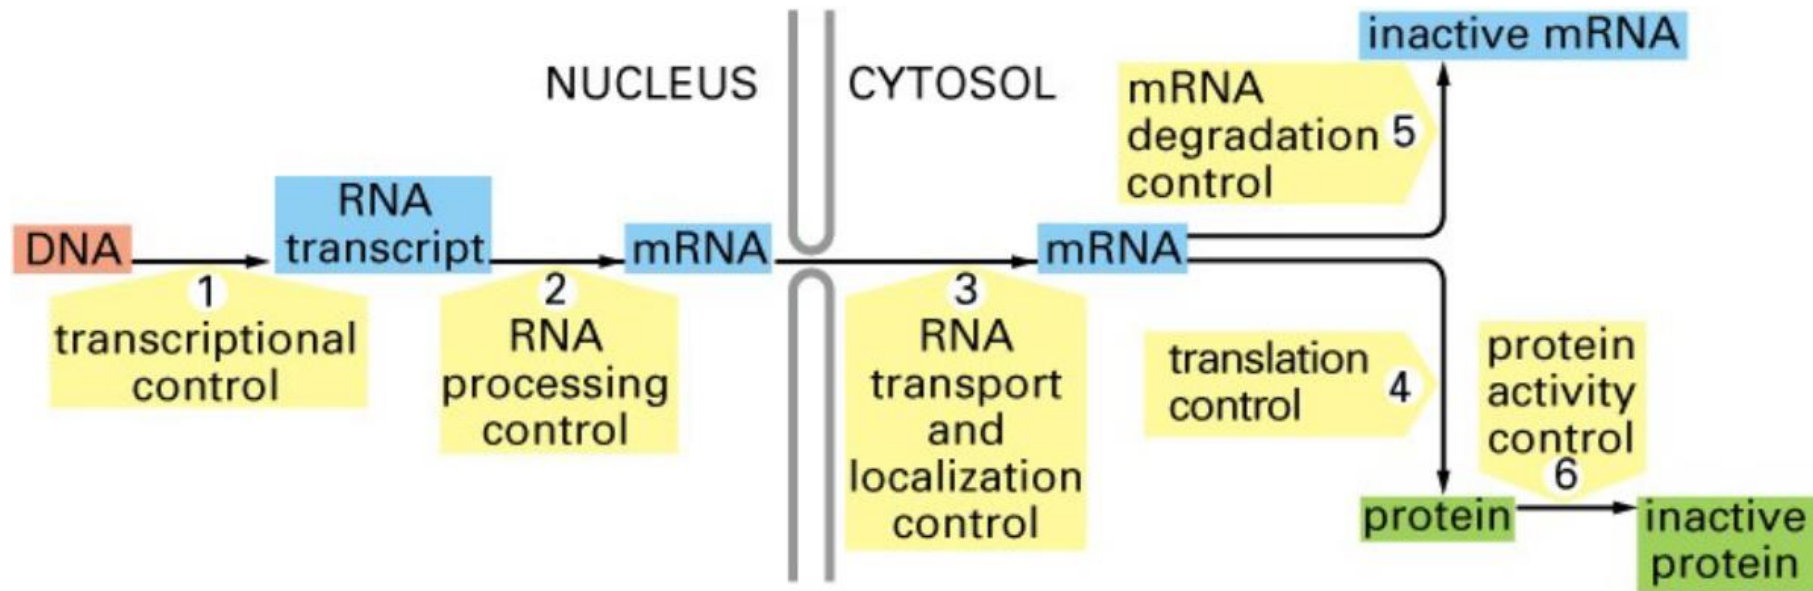 NUCLEUS
CYTOSOL
DNA
RNA
transcript
mRNA
mRNA
inactive mRNA
1
transcriptional
control
2
RNA
processing
control
3
RNA
transport
and
localization
control
mRNA
degradation 5
control
translation
control 4
protein
activity
control
6
protein
inactive
protein